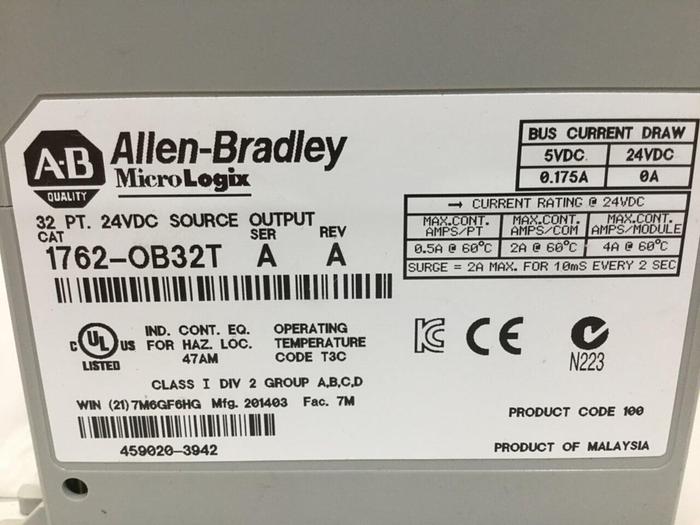 A-B
QUALITY
Allen-Bradley
MicroLogix
BUS CURRENT DRAW
5VDC. 24VDC
0.175A 0A
→ CURRENT RATING @ 24VDC
MAX.CONT. AMPS/PT MAX.CONT. AMPS/COM MAX.CONT. AMPS/MODULE
0.5A @ 60°C 2A @ 60°C 4A @ 60°C
SURGE = 2A MAX. FOR 10mS EVERY 2 SEC
32 PT. 24VDC SOURCE OUTPUT
CAT SER REV
1762-OB32T A A
C UL US
LISTED
IND. CONT. EQ.
FOR HAZ. LOC.
47AM
OPERATING
TEMPERATURE
CODE T3C
KC CE
N223
CLASS I DIV 2 GROUP A,B,C,D
WIN (21)7M6GF6HG Mfg. 201403 Fac. 7M
459020-3942
PRODUCT CODE 100
PRODUCT OF MALAYSIA